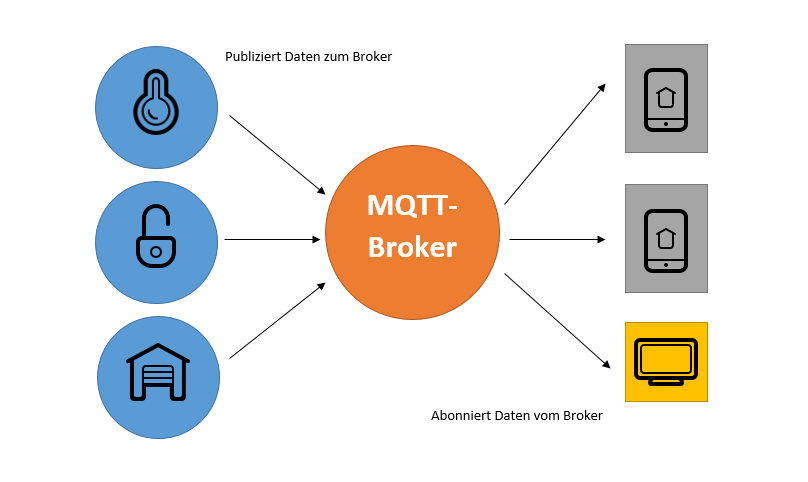 Publiziert Daten zum Broker
MQTT-
Broker
Abonniert Daten vom Broker